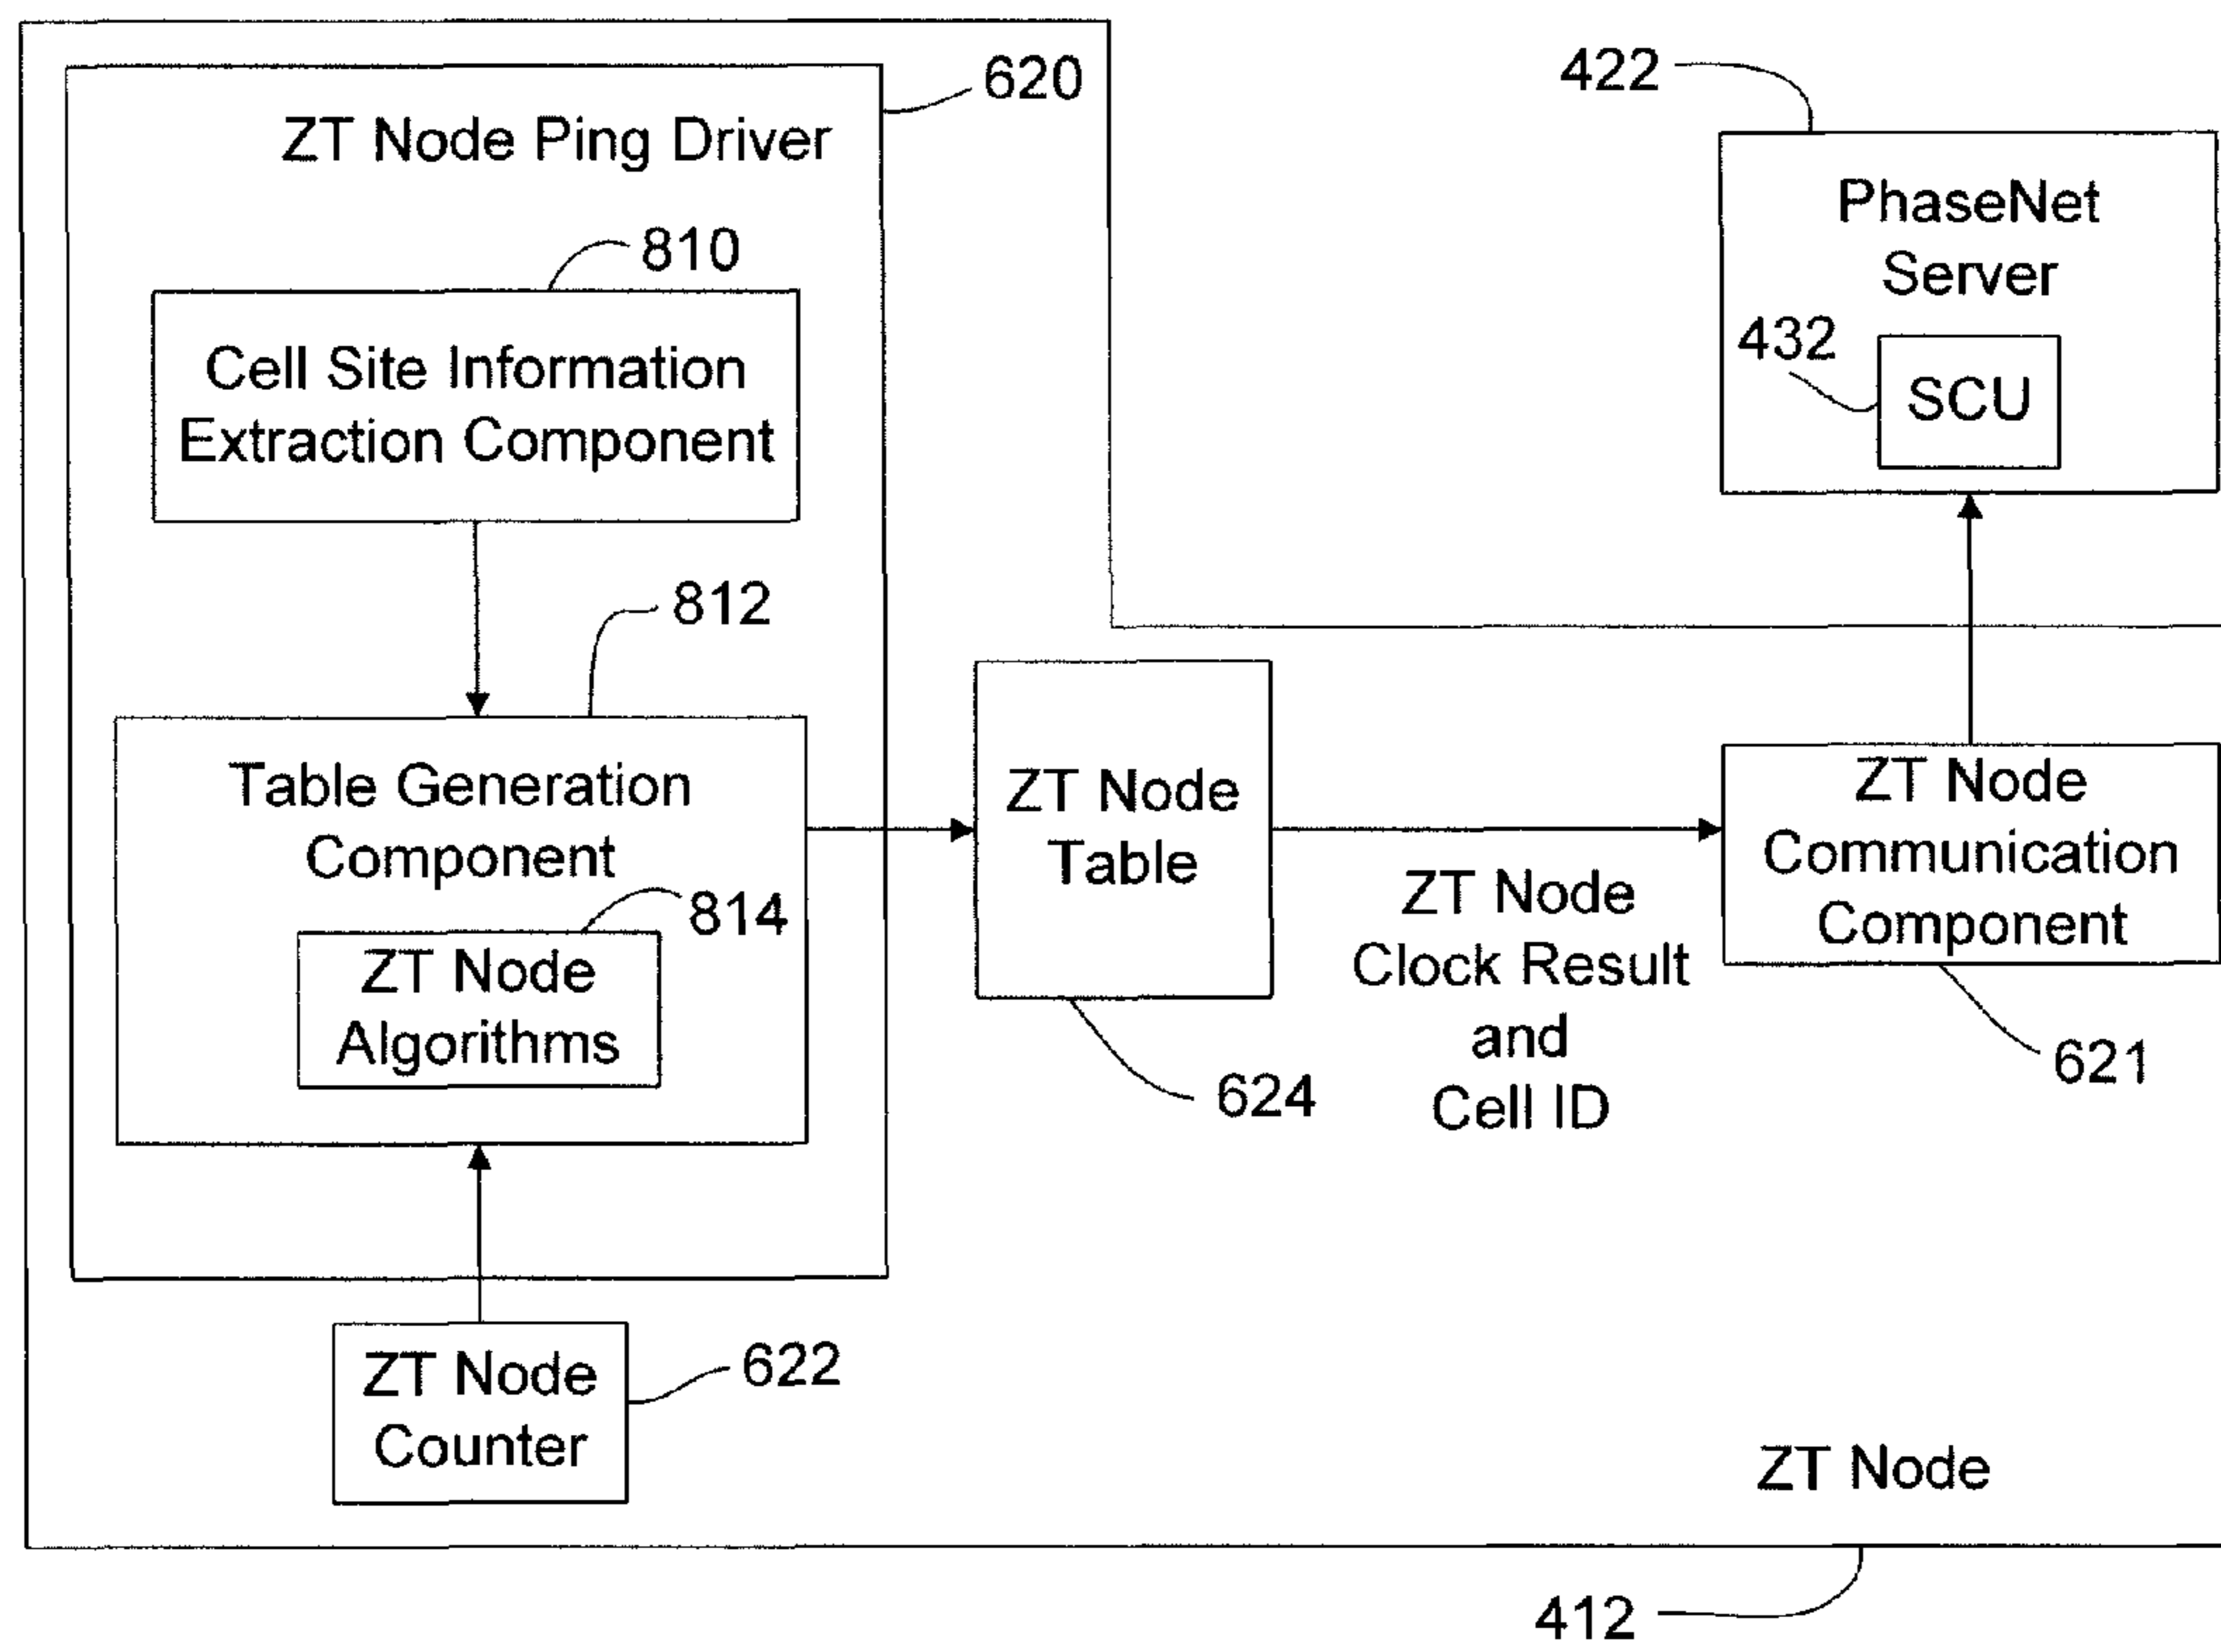 620
ZT Node Ping Driver
810
Cell Site Information
Extraction Component
812
Table Generation
Component
814
ZT Node
Algorithms
ZT Node
Counter
622
ZT Node
Table
624
ZT Node
Clock Result
and
Cell ID
422
PhaseNet
Server
432
SCU
ZT Node
Communication
Component
621
ZT Node
412